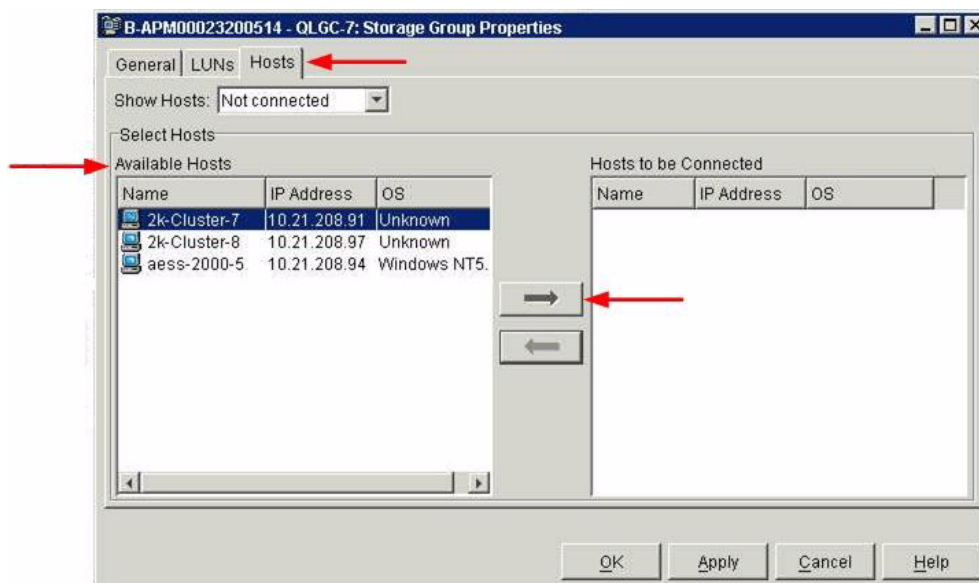 B-APM00023200514 - QLGC-7: Storage Group Properties
General LUNs Hosts
Show Hosts: Not connected
Select Hosts
Available Hosts
Name IP Address OS
2k-Cluster-7 10.21.208.91 Unknown
2k-Cluster-8 10.21.208.97 Unknown
aess-2000-5 10.21.208.94 Windows NT5.
Hosts to be Connected
Name IP Address OS
OK Apply Cancel Help